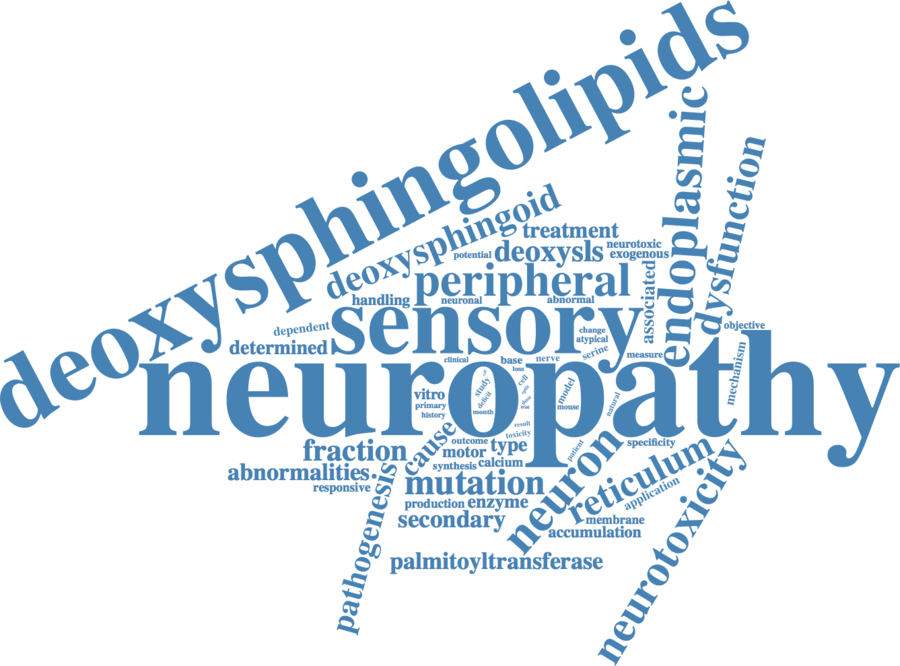 deoxysphingolipids
endoplasmic
dysfunction
deoxysphingoid
treatment
potential
deoxysls
neurotoxic
exogenous
peripheral
associated
handling
neuronal
abnormal
sensory
dependent
change
atypical
objective
determined
serine
measure
clinical
base
nerve
loss
mechanism
neuropathy
study
cell
model
mouse
deficit
month
vitro
primary
history
natural
result
toxicity
fraction
cause
outcome
motor
type
patient
neuron
specificity
abnormalities
synthesis
calcium
reticulum
responsive
mutation
application
production
enzyme
pathogenesis
secondary
membrane
accumulation
neurotoxicity
palmitoyltransferase